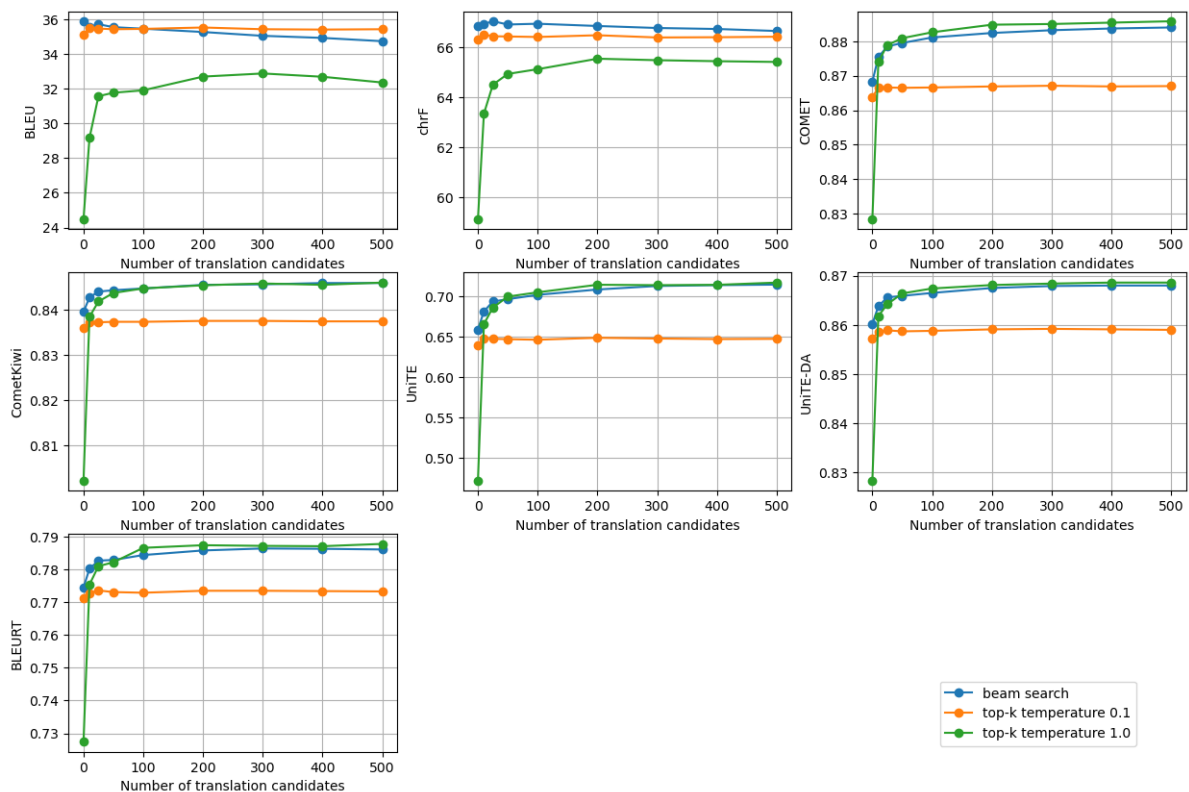 36
34
32
30
28
26
24
BLEU
0 100 200 300 400 500
Number of translation candidates
66
64
62
60
chrF
0 100 200 300 400 500
Number of translation candidates
0.88
0.87
0.86
0.85
0.84
0.83
COMET
0 100 200 300 400 500
Number of translation candidates
0.84
0.83
0.82
0.81
CometKiwi
0 100 200 300 400 500
Number of translation candidates
0.70
0.65
0.60
0.55
0.50
UniTE
0 100 200 300 400 500
Number of translation candidates
0.87
0.86
0.85
0.84
0.83
UniTE-DA
0 100 200 300 400 500
Number of translation candidates
0.79
0.78
0.77
0.76
0.75
0.74
0.73
BLEURT
0 100 200 300 400 500
Number of translation candidates
beam search
top-k temperature 0.1
top-k temperature 1.0